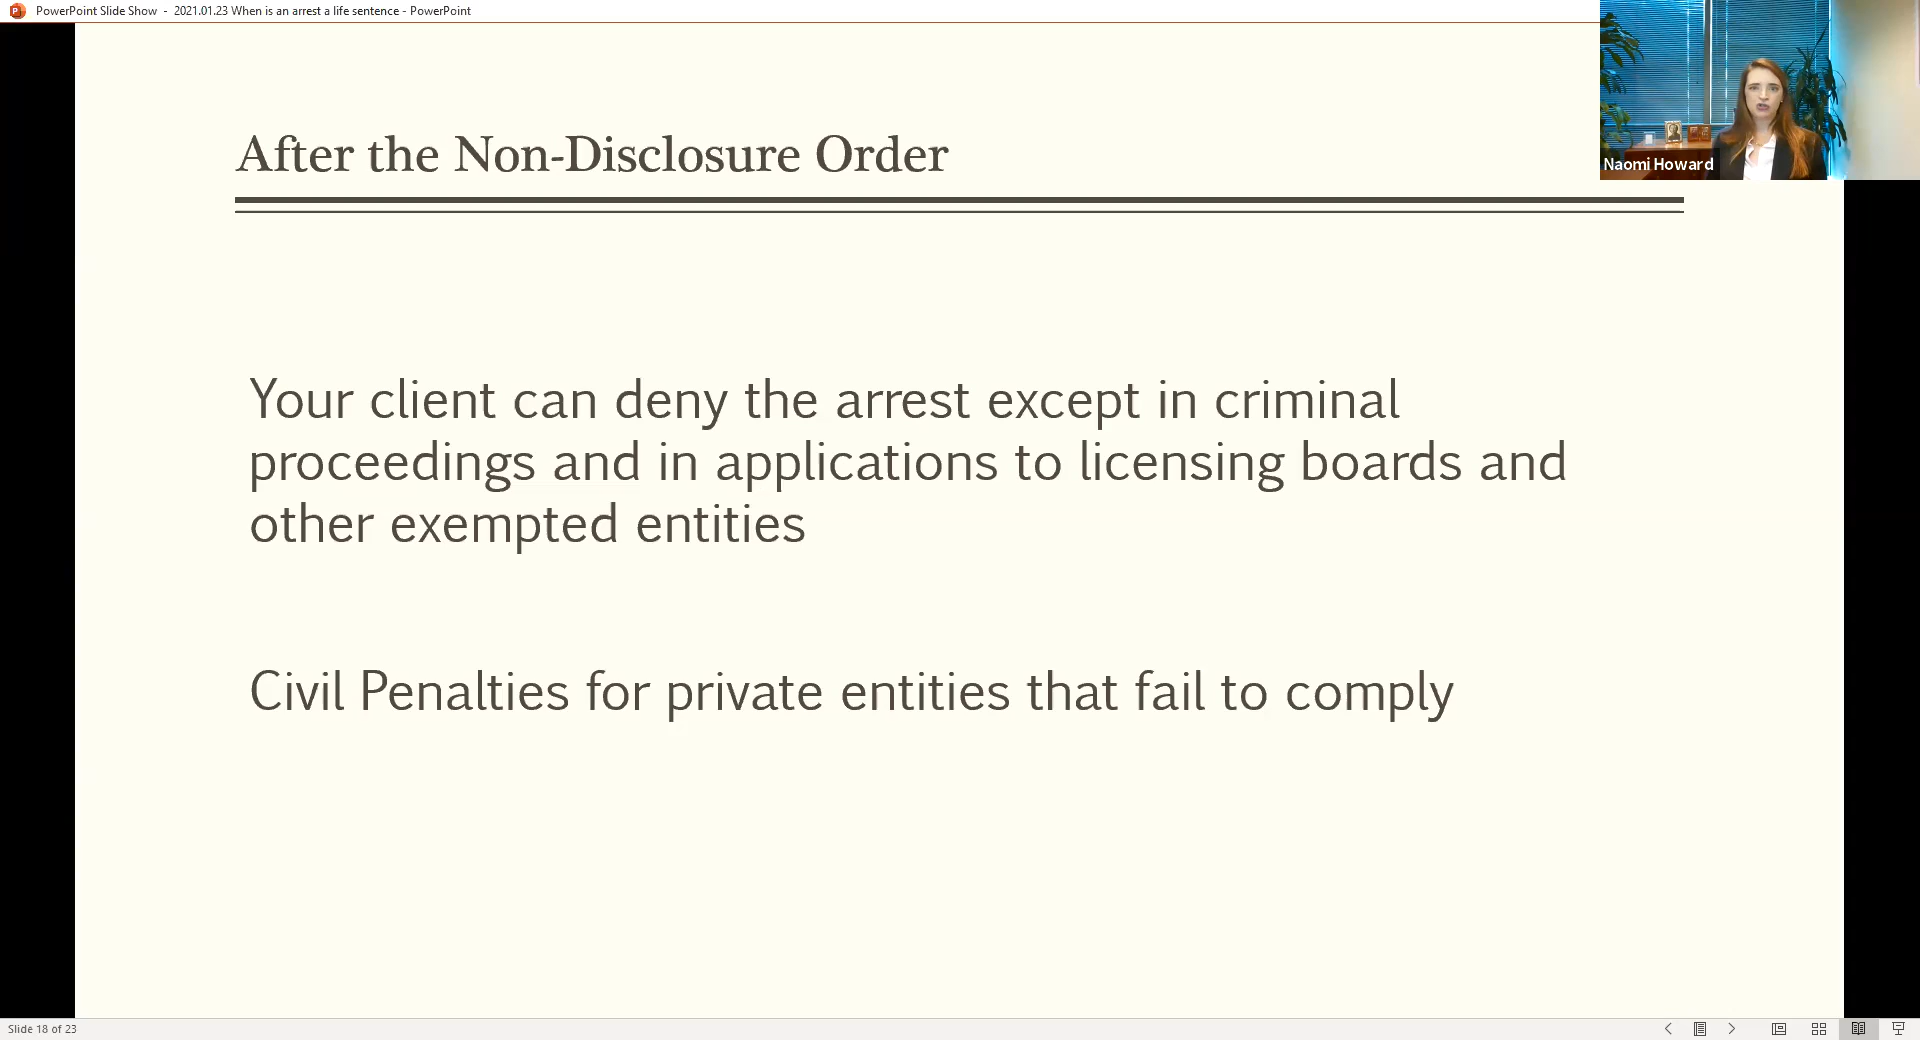 PowerPoint Slide Show - 2021.01.23 When is an arrest a life sentence - PowerPoint
Naomi Howard
After the Non-Disclosure Order
Your client can deny the arrest except in criminal
proceedings and in applications to licensing boards and
other exempted entities
Civil Penalties for private entities that fail to comply
Slide 18 of 23